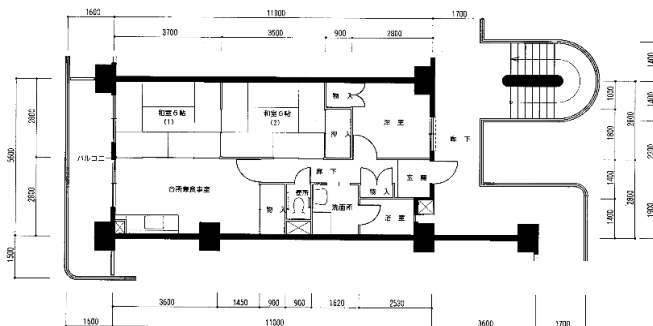 1600
11000
1700
3700
3600
900
2800
1400
1000
1400
2800
2800
1800
2200
5600
2800
1400
2800
1400
1900
1500
和室6帖
(1)
和室6帖
(2)
物入
押入
洋室
廊下
バルコニ
台所兼食事室
廊下
玄関
物入
便所
洗面所
物入
浴室
3600
1450
900
900
1620
2530
3600
1700
1600
11000